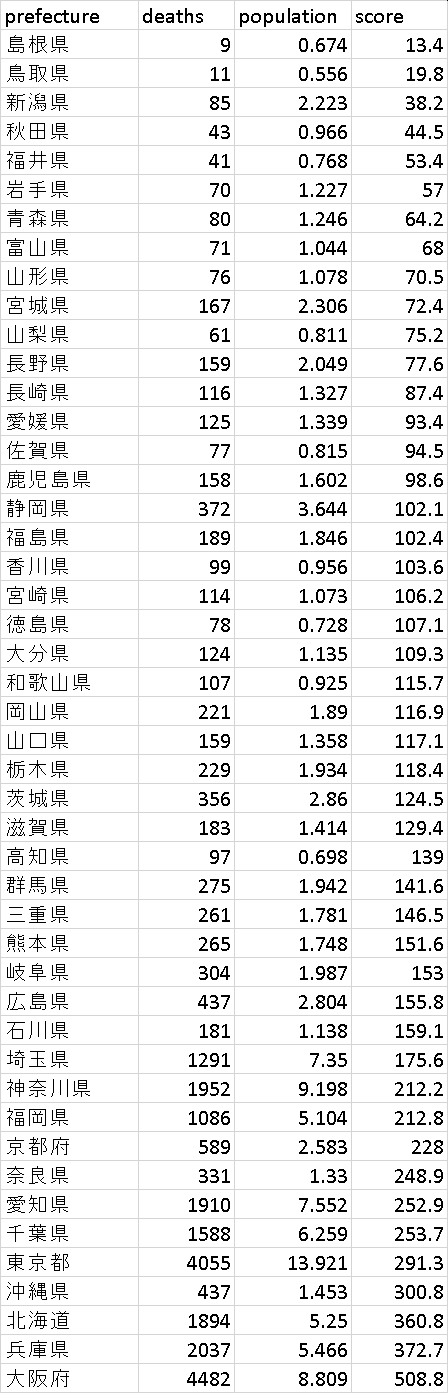 prefecture deaths population score
島根県 9 0.674 13.4
鳥取県 11 0.556 19.8
新潟県 85 2.223 38.2
秋田県 43 0.966 44.5
福井県 41 0.768 53.4
岩手県 70 1.227 57
青森県 80 1.246 64.2
富山県 71 1.044 68
山形県 76 1.078 70.5
宮城県 167 2.306 72.4
山梨県 61 0.811 75.2
長野県 159 2.049 77.6
長崎県 116 1.327 87.4
愛媛県 125 1.339 93.4
佐賀県 77 0.815 94.5
鹿児島県 158 1.602 98.6
静岡県 372 3.644 102.1
福島県 189 1.846 102.4
香川県 99 0.956 103.6
宮崎県 114 1.073 106.2
徳島県 78 0.728 107.1
大分県 124 1.135 109.3
和歌山県 107 0.925 115.7
岡山県 221 1.89 116.9
山口県 159 1.358 117.1
栃木県 229 1.934 118.4
茨城県 356 2.86 124.5
滋賀県 183 1.414 129.4
高知県 97 0.698 139
群馬県 275 1.942 141.6
三重県 261 1.781 146.5
熊本県 265 1.748 151.6
岐阜県 304 1.987 153
広島県 437 2.804 155.8
石川県 181 1.138 159.1
埼玉県 1291 7.35 175.6
神奈川県 1952 9.198 212.2
福岡県 1086 5.104 212.8
京都府 589 2.583 228
奈良県 331 1.33 248.9
愛知県 1910 7.552 252.9
千葉県 1588 6.259 253.7
東京都 4055 13.921 291.3
沖縄県 437 1.453 300.8
北海道 1894 5.25 360.8
兵庫県 2037 5.466 372.7
大阪府 4482 8.809 508.8